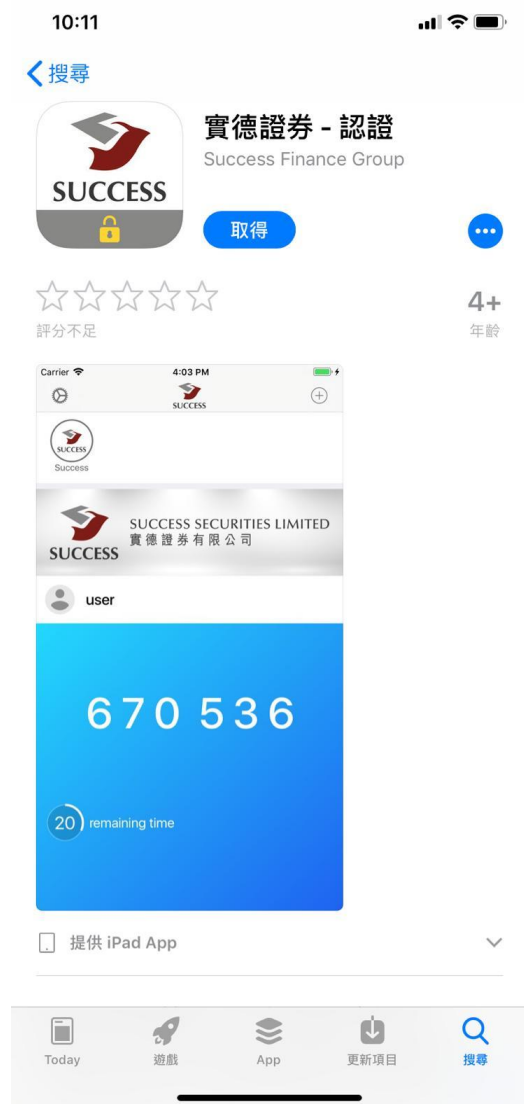 10:11
搜尋
SUCCESS
實德證券 - 認證
Success Finance Group
取得
評分不足
4+
年齡
Carrier
4:03 PM
SUCCESS
SUCCESS
Success
SUCCESS
SUCCESS SECURITIES LIMITED
實德證券有限公司
user
670 536
20 remaining time
提供 iPad App
Today
遊戲
App
更新項目
搜尋